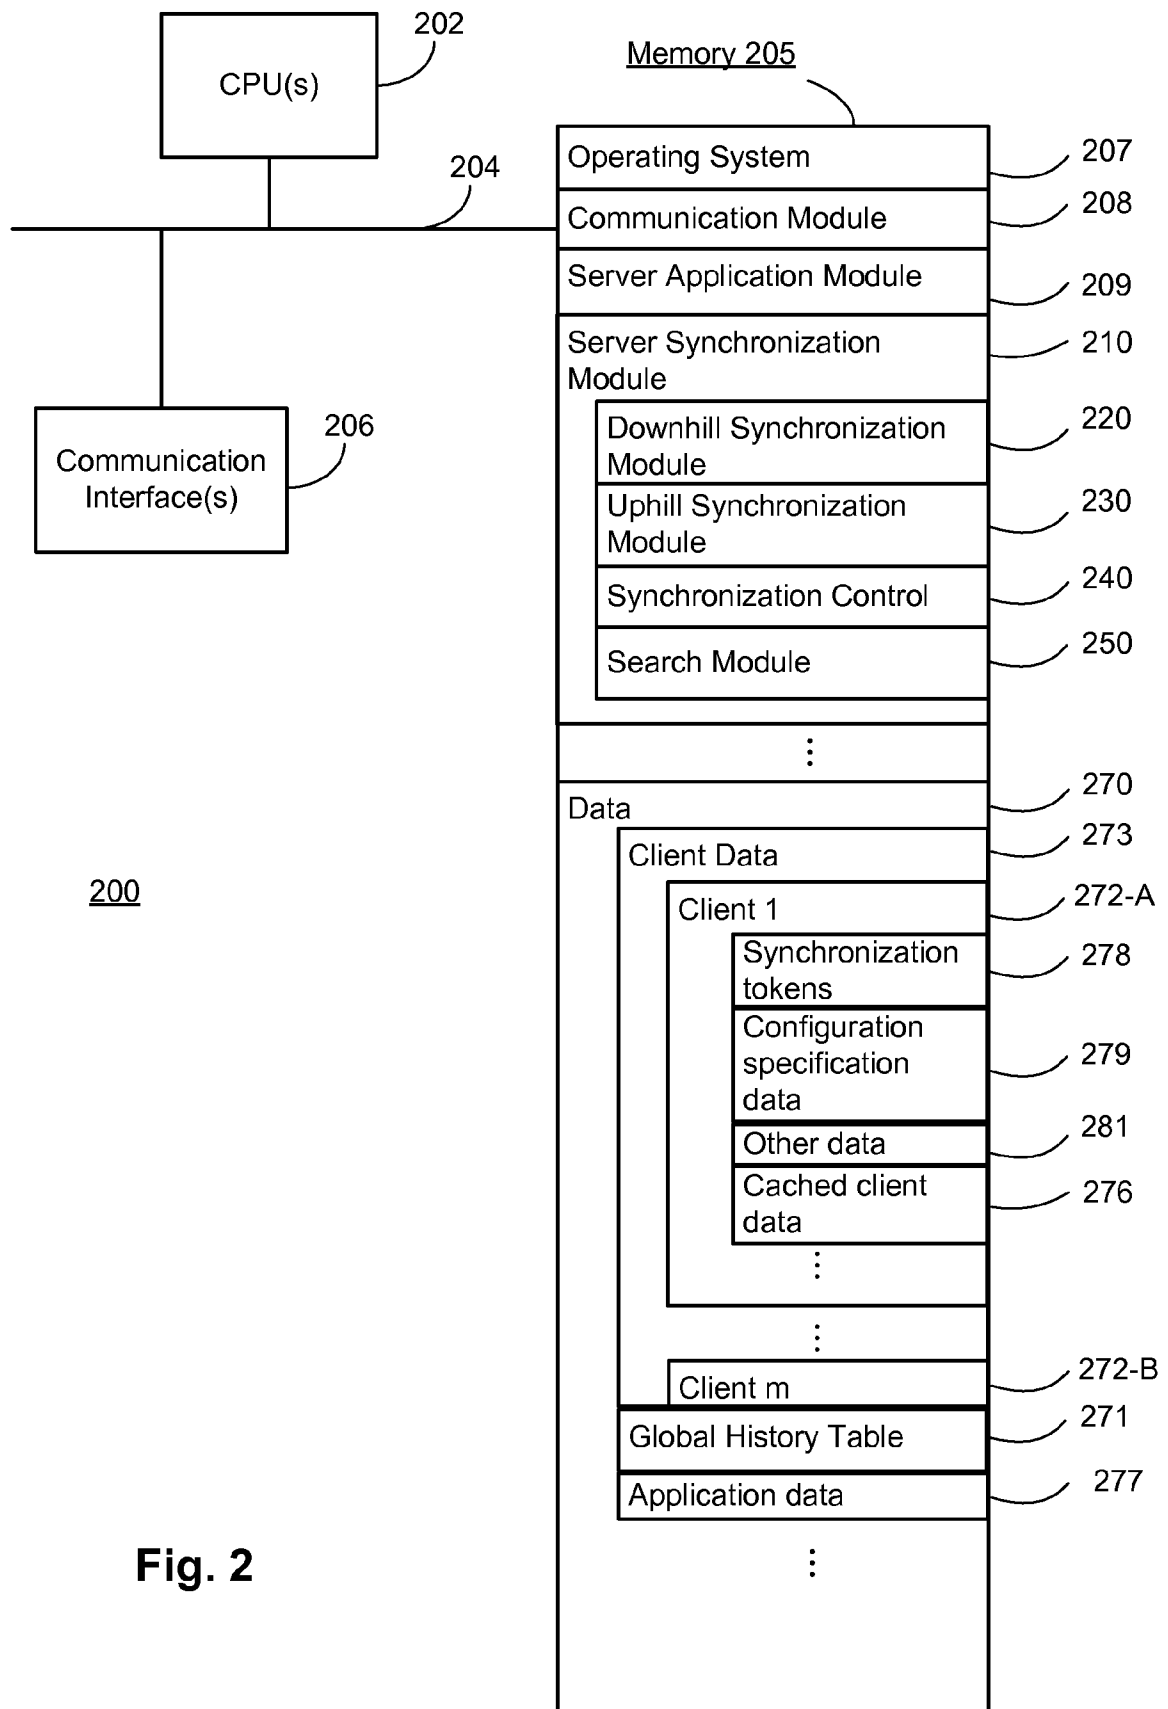 202
CPU(s)
Memory 205
204
Operating System
207
Communication Module
208
Server Application Module
209
Server Synchronization
Module
210
206
Communication
Interface(s)
Downhill Synchronization
Module
220
Uphill Synchronization
Module
230
Synchronization Control
240
Search Module
250
⋮
Data
270
Client Data
273
200
Client 1
272-A
Synchronization
tokens
278
Configuration
specification
data
279
Other data
281
Cached client
data
276
⋮
⋮
Client m
272-B
Global History Table
271
Application data
277
⋮
Fig. 2